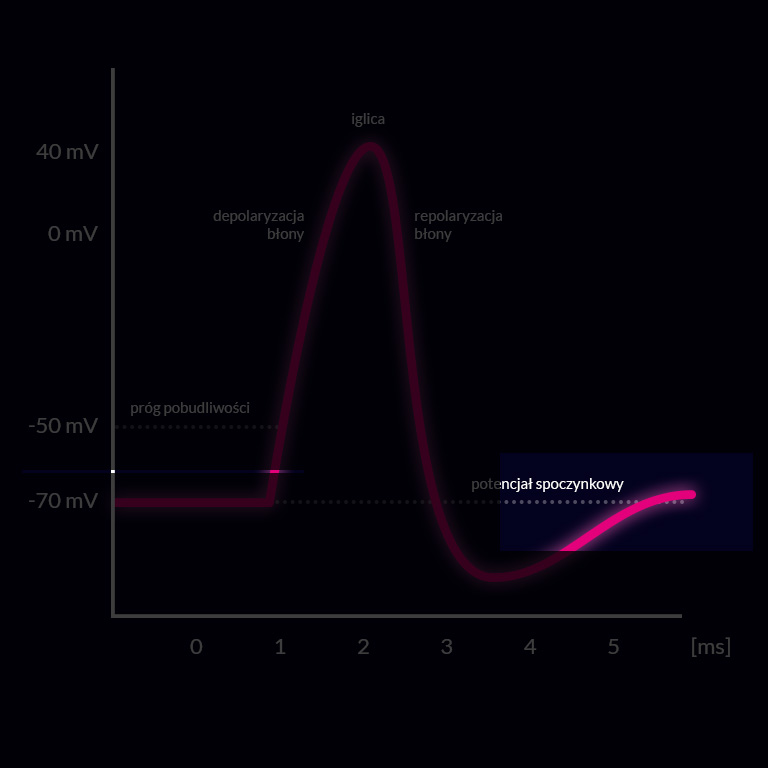 iglica
40 mV
depolaryzacja
błony
repolaryzacja
błony
0 mV
próg pobudliwości
-50 mV
potencjał spoczynkowy
-70 mV
0 1 2 3 4 5 [ms]